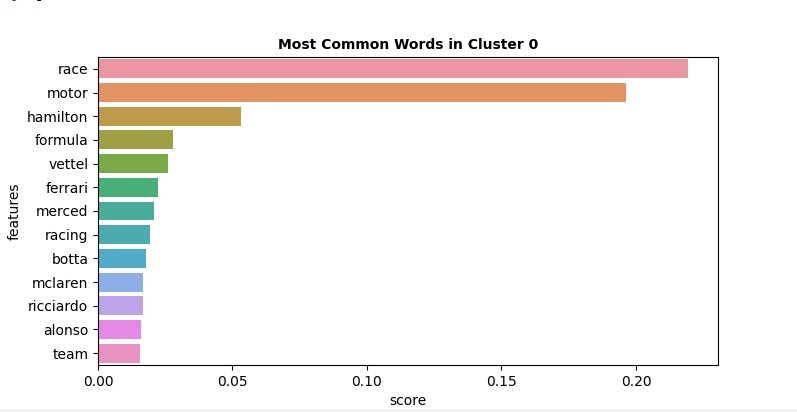 Most Common Words in Cluster 0
race
motor
hamilton
formula
vettel
ferrari
merced
racing
botta
mclaren
ricciardo
alonso
team
features
0.00 0.05 0.10 0.15 0.20
score